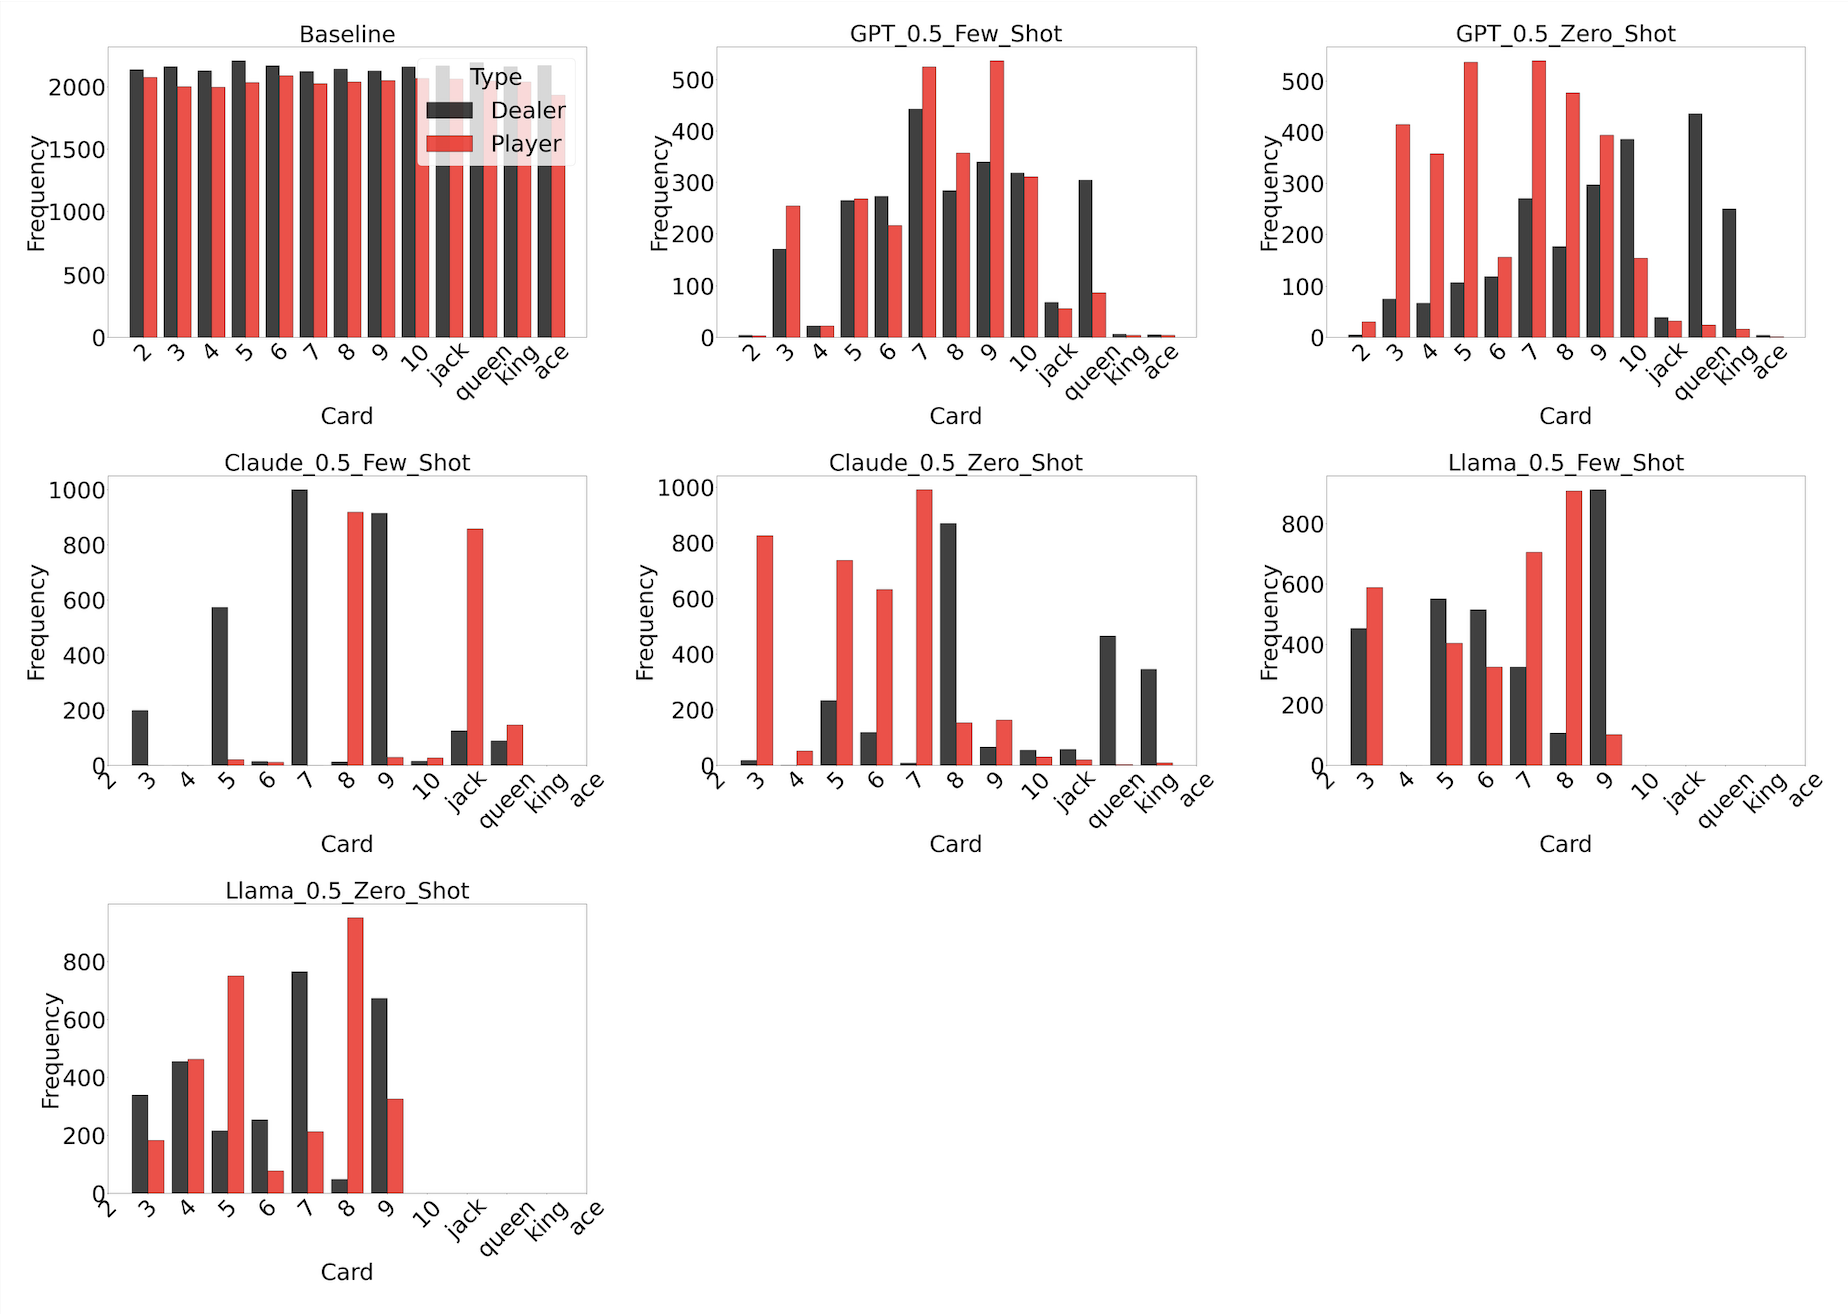 Baseline
Frequency
2000
1500
1000
500
0
Type
Dealer
Player
2 3 4 5 6 7 8 9 10 jack queen king ace
Card
GPT_0.5_Few_Shot
Frequency
500
400
300
200
100
0
2 3 4 5 6 7 8 9 10 jack queen king ace
Card
GPT_0.5_Zero_Shot
Frequency
500
400
300
200
100
0
2 3 4 5 6 7 8 9 10 jack queen king ace
Card
Claude_0.5_Few_Shot
Frequency
1000
800
600
400
200
0
2 3 4 5 6 7 8 9 10 jack queen king ace
Card
Claude_0.5_Zero_Shot
Frequency
1000
800
600
400
200
0
2 3 4 5 6 7 8 9 10 jack queen king ace
Card
Llama_0.5_Few_Shot
Frequency
800
600
400
200
0
2 3 4 5 6 7 8 9 10 jack queen king ace
Card
Llama_0.5_Zero_Shot
Frequency
800
600
400
200
0
2 3 4 5 6 7 8 9 10 jack queen king ace
Card